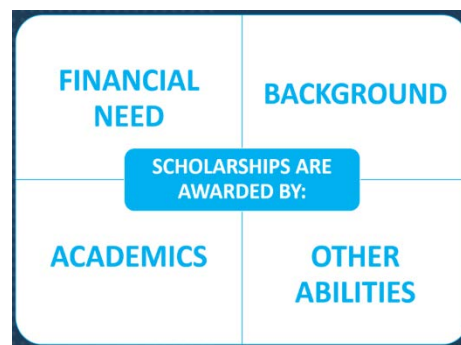 FINANCIAL
NEED
BACKGROUND
SCHOLARSHIPS ARE
AWARDED BY:
ACADEMICS
OTHER
ABILITIES